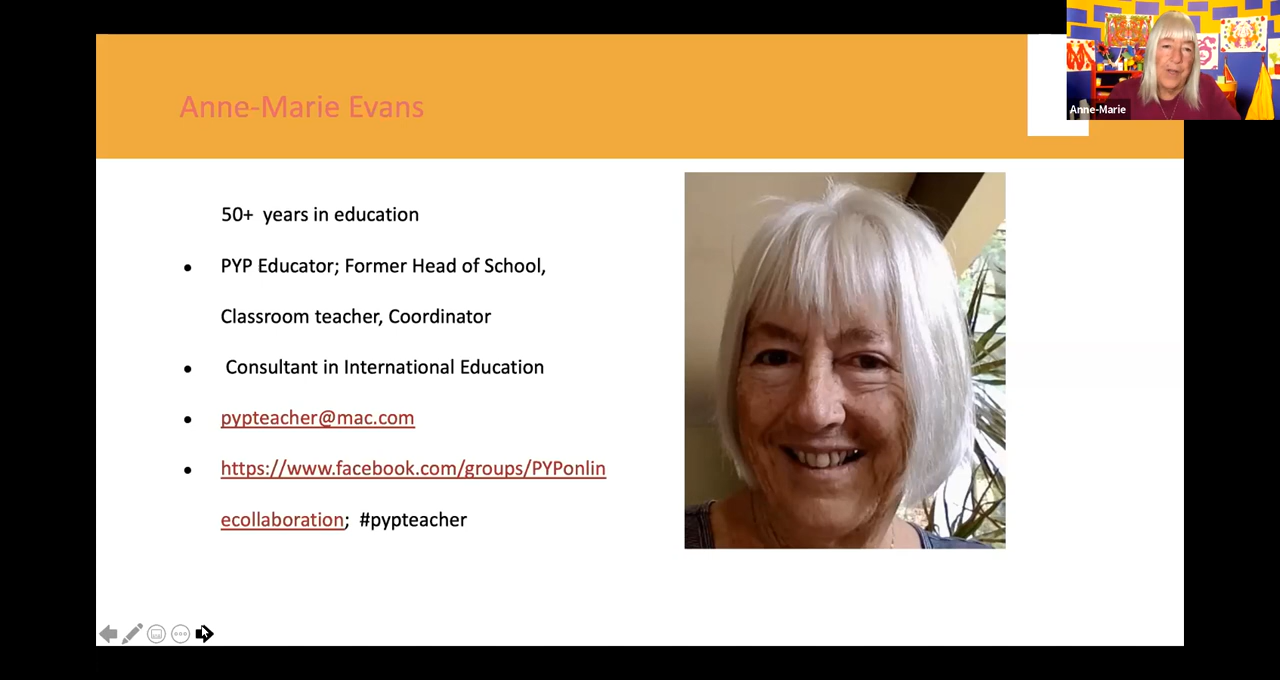 Anne-Marie Evans
Anne-Marie
50+ years in education
PYP Educator; Former Head of School,
Classroom teacher, Coordinator
Consultant in International Education
pypteacher@mac.com
https://www.facebook.com/groups/PYPonlin
ecollaboration; #pypteacher